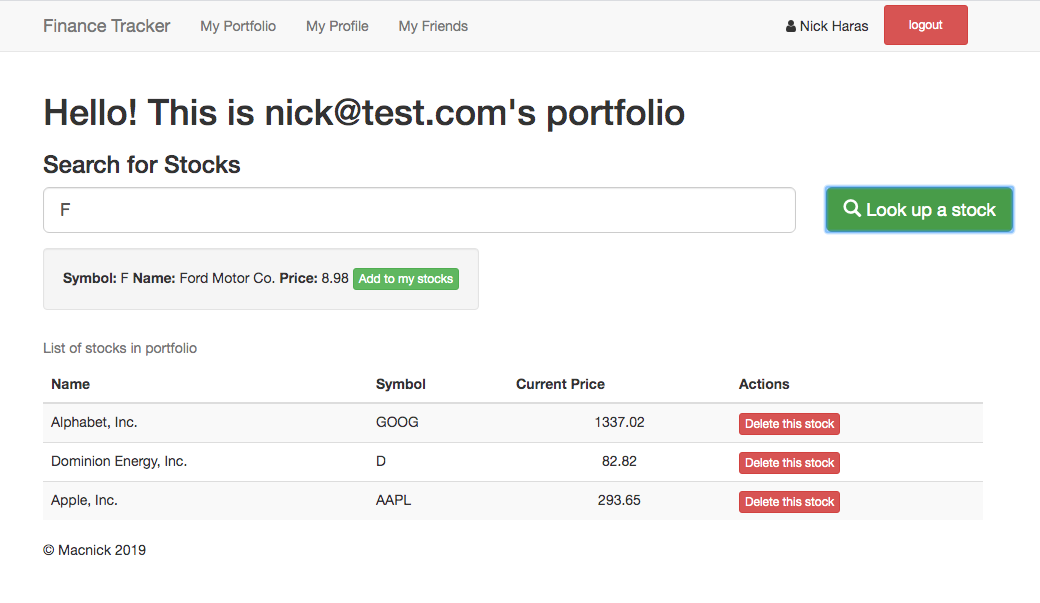 Finance Tracker My Portfolio My Profile My Friends Nick Haras logout
Hello! This is nick@test.com's portfolio
Search for Stocks
F Look up a stock
Symbol: F Name: Ford Motor Co. Price: 8.98 Add to my stocks
List of stocks in portfolio
Name Symbol Current Price Actions
Alphabet, Inc. GOOG 1337.02 Delete this stock
Dominion Energy, Inc. D 82.82 Delete this stock
Apple, Inc. AAPL 293.65 Delete this stock
© Macnick 2019